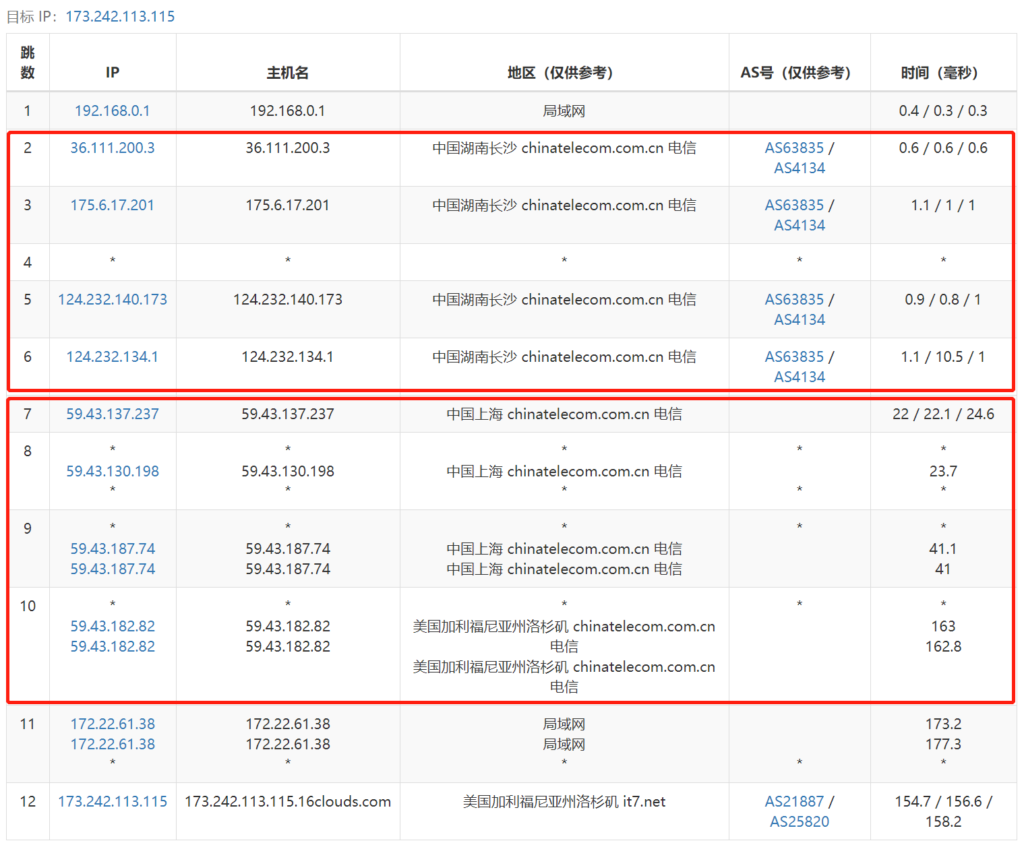 目标 IP：173.242.113.115
跳数 IP 主机名 地区（仅供参考） AS号（仅供参考） 时间（毫秒）
1 192.168.0.1 192.168.0.1 局域网 0.4 / 0.3 / 0.3
2 36.111.200.3 36.111.200.3 中国湖南长沙 chinatelecom.com.cn 电信 AS63835 / 0.6 / 0.6 / 0.6
AS4134
3 175.6.17.201 175.6.17.201 中国湖南长沙 chinatelecom.com.cn 电信 AS63835 / 1.1 / 1 / 1
AS4134
4 * * * * *
5 124.232.140.173 124.232.140.173 中国湖南长沙 chinatelecom.com.cn 电信 AS63835 / 0.9 / 0.8 / 1
AS4134
6 124.232.134.1 124.232.134.1 中国湖南长沙 chinatelecom.com.cn 电信 AS63835 / 1.1 / 10.5 / 1
AS4134
7 59.43.137.237 59.43.137.237 中国上海 chinatelecom.com.cn 电信 22 / 22.1 / 24.6
8 * * * * *
59.43.130.198 59.43.130.198 中国上海 chinatelecom.com.cn 电信 23.7
* * * * *
9 * * * * *
59.43.187.74 59.43.187.74 中国上海 chinatelecom.com.cn 电信 41.1
59.43.187.74 59.43.187.74 中国上海 chinatelecom.com.cn 电信 41
10 * * * * *
59.43.182.82 59.43.182.82 美国加利福尼亚州洛杉矶 chinatelecom.com.cn 163
59.43.182.82 59.43.182.82 电信 162.8
美国加利福尼亚州洛杉矶 chinatelecom.com.cn
电信
11 172.22.61.38 172.22.61.38 局域网 173.2
172.22.61.38 172.22.61.38 局域网 177.3
* * * * *
12 173.242.113.115 173.242.113.115.16clouds.com 美国加利福尼亚州洛杉矶 it7.net AS21887 / 154.7 / 156.6 /
AS25820 158.2